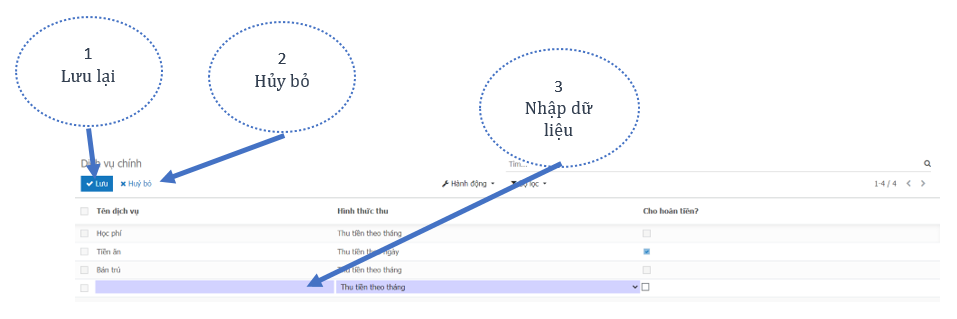 1
Lưu lại
2
Hủy bỏ
3
Nhập dữ
liệu
Dịch vụ chính
Tìm...
Lưu
Huỷ bỏ
Hành động
lọc
1-4 / 4
Tên dịch vụ
Hình thức thu
Cho hoàn tiền?
Học phí
Thu tiền theo tháng
Tiền ăn
Thu tiền theo ngày
Bán trú
Thu tiền theo tháng
Thu tiền theo tháng